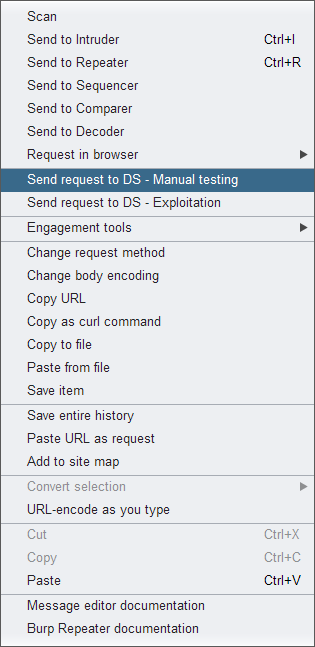 Scan
Send to Intruder Ctrl+I
Send to Repeater Ctrl+R
Send to Sequencer
Send to Comparer
Send to Decoder
Request in browser
Send request to DS - Manual testing
Send request to DS - Exploitation
Engagement tools
Change request method
Change body encoding
Copy URL
Copy as curl command
Copy to file
Paste from file
Save item
Save entire history
Paste URL as request
Add to site map
Convert selection
URL-encode as you type
Cut Ctrl+X
Copy Ctrl+C
Paste Ctrl+V
Message editor documentation
Burp Repeater documentation